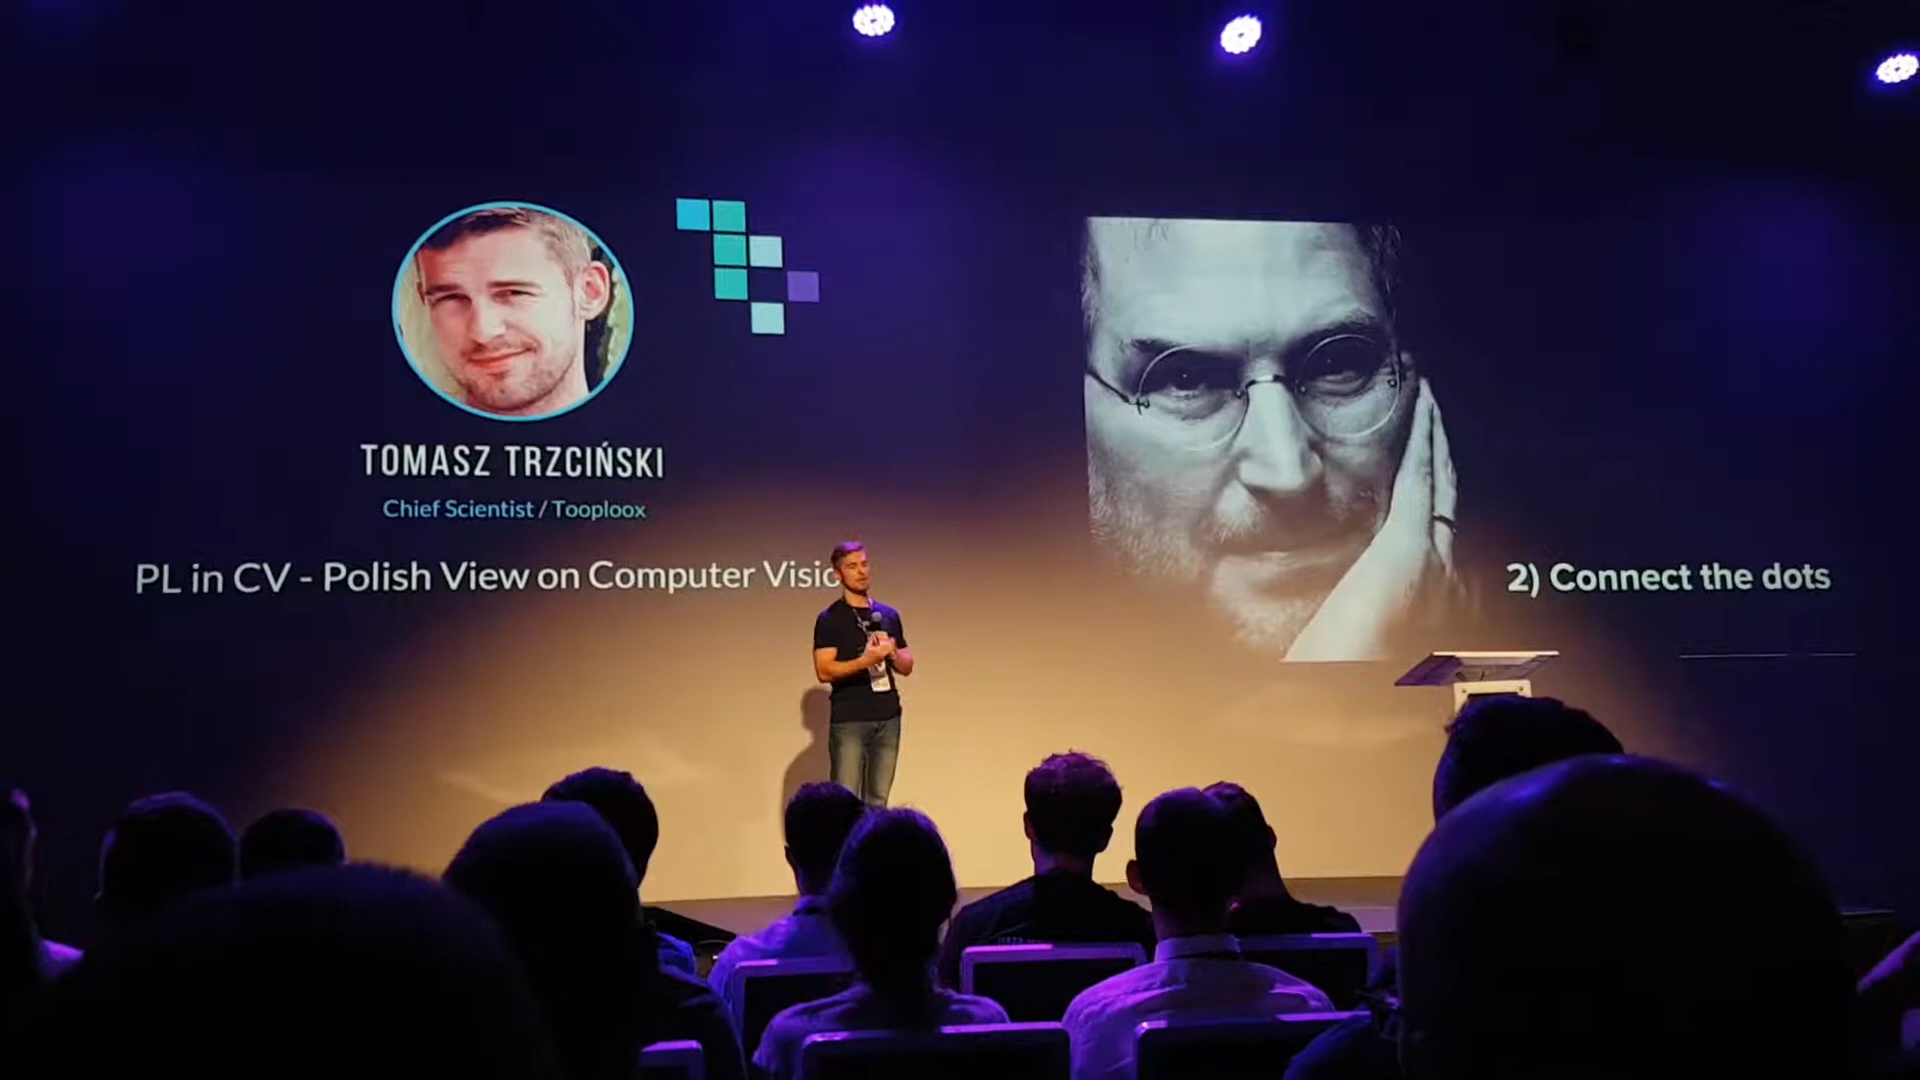 TOMASZ TRZCIŃSKI
Chief Scientist / Tooploox
PL in CV - Polish View on Computer Visio
2) Connect the dots